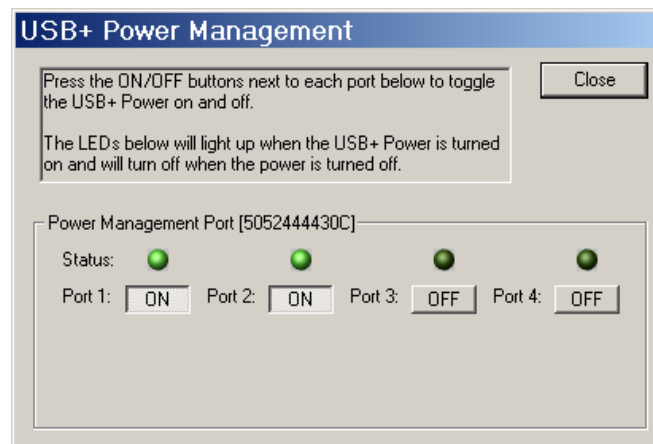 USB+ Power Management
Press the ON/OFF buttons next to each port below to toggle
the USB+ Power on and off.
The LEDs below will light up when the USB+ Power is turned
on and will turn off when the power is turned off.
Close
Power Management Port [5052444430C]
Status:
Port 1: ON Port 2: ON Port 3: OFF Port 4: OFF